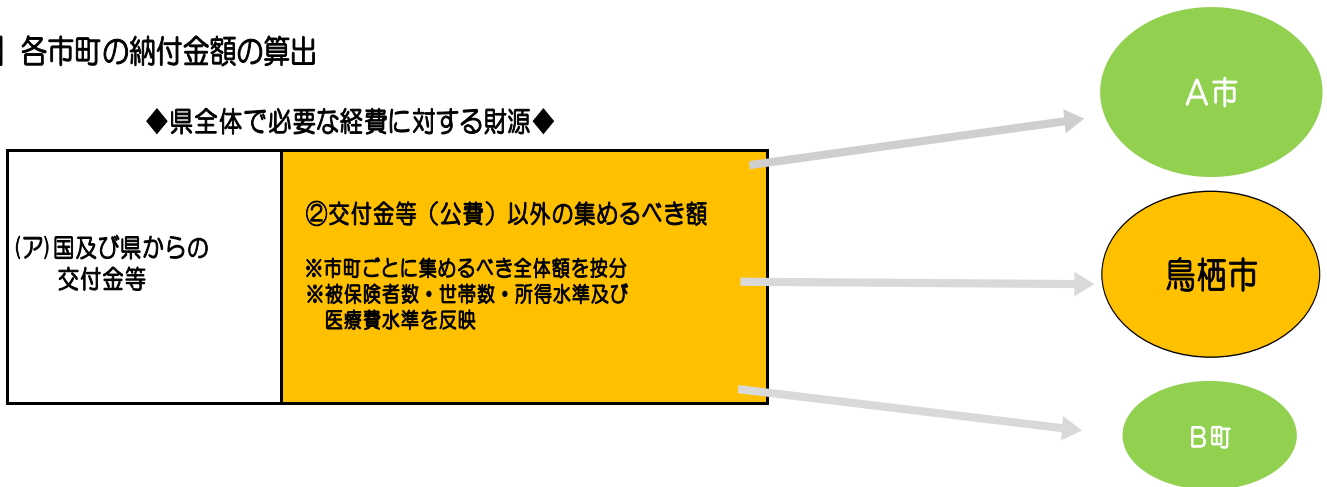 各市町の納付金額の算出
◆県全体で必要な経費に対する財源◆
(ア)国及び県からの
交付金等
②交付金等（公費）以外の集めるべき額
※市町ごとに集めるべき全体額を按分
※被保険者数・世帯数・所得水準及び
医療費水準を反映
A市
鳥栖市
B町